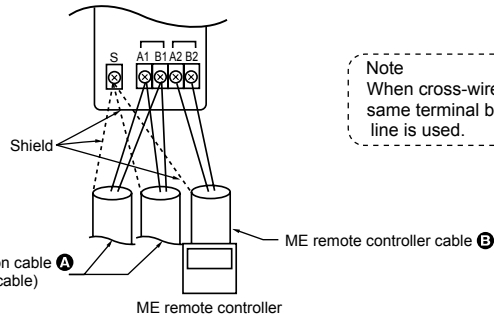 S A1 B1 A2 B2
Shield
Note
When cross-wire
same terminal b
line is used.
ME remote controller cable B
on cable A
cable)
ME remote controller